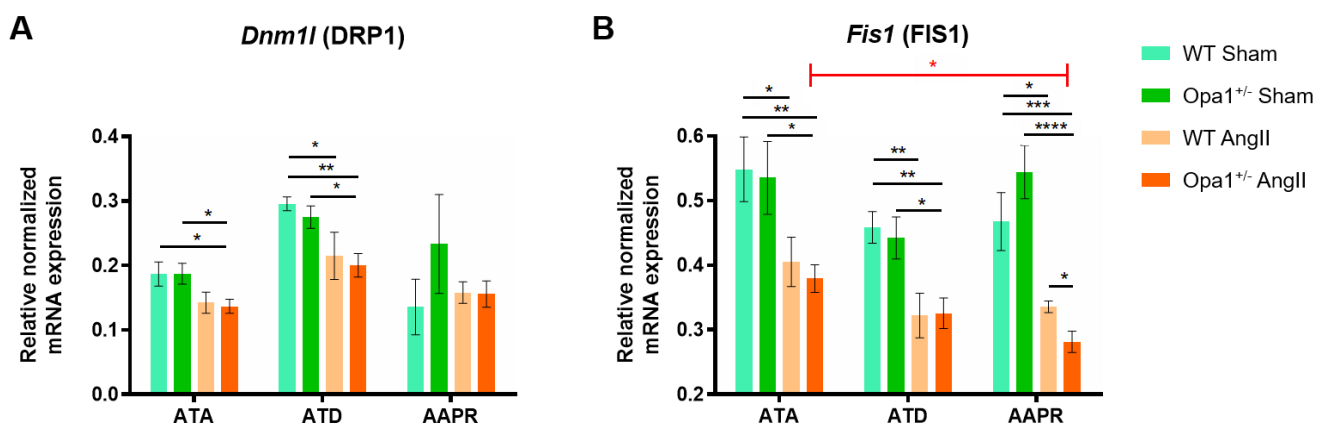 A
Dnm1l (DRP1)
Relative normalized
mRNA expression
0.4
0.3
0.2
0.1
0.0
*
*
*
**
*
ATA
ATD
AAPR
B
Fis1 (FIS1)
Relative normalized
mRNA expression
0.6
0.5
0.4
0.3
0.2
*
*
**
*
**
**
*
*
***
****
*
ATA
ATD
AAPR
WT Sham
Opa1+/- Sham
WT AngII
Opa1+/- AngII